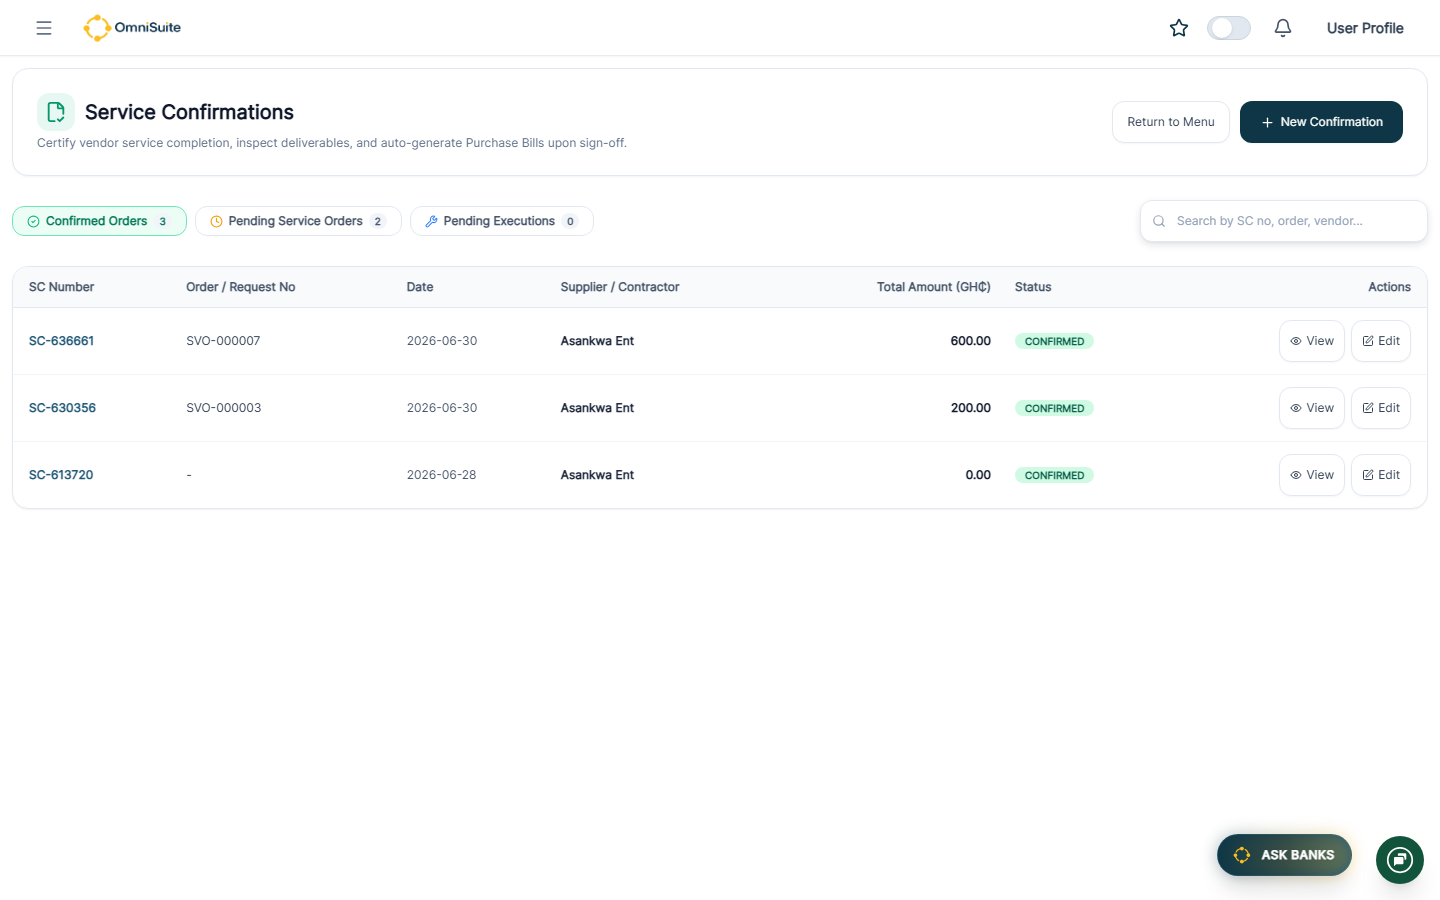 OmniSuite
User Profile
Service Confirmations
Certify vendor service completion, inspect deliverables, and auto-generate Purchase Bills upon sign-off.
Return to Menu
New Confirmation
Confirmed Orders 3
Pending Service Orders 2
Pending Executions 0
Search by SC no, order, vendor...
SC Number Order / Request No Date Supplier / Contractor Total Amount (GH₵) Status Actions
SC-636661 SVO-000007 2026-06-30 Asankwa Ent 600.00 CONFIRMED View Edit
SC-630356 SVO-000003 2026-06-30 Asankwa Ent 200.00 CONFIRMED View Edit
SC-613720 - 2026-06-28 Asankwa Ent 0.00 CONFIRMED View Edit
ASK BANKS